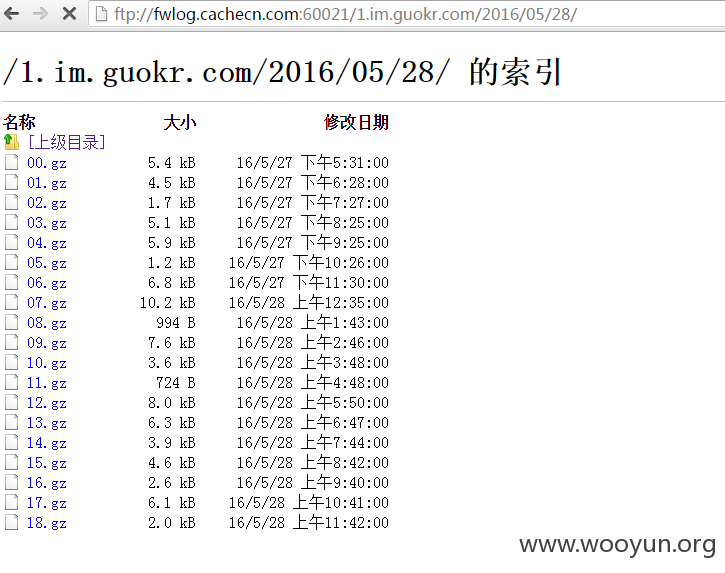 ftp://fwlog.cachecn.com:60021/1.im.guokr.com/2016/05/28/
/1.im.guokr.com/2016/05/28/ 的索引
名称 大小 修改日期
[上级目录]
00.gz 5.4 kB 16/5/27 下午5:31:00
01.gz 4.5 kB 16/5/27 下午6:28:00
02.gz 1.7 kB 16/5/27 下午7:27:00
03.gz 5.1 kB 16/5/27 下午8:25:00
04.gz 5.9 kB 16/5/27 下午9:25:00
05.gz 1.2 kB 16/5/27 下午10:26:00
06.gz 6.8 kB 16/5/27 下午11:30:00
07.gz 10.2 kB 16/5/28 上午12:35:00
08.gz 994 B 16/5/28 上午1:43:00
09.gz 7.6 kB 16/5/28 上午2:46:00
10.gz 3.6 kB 16/5/28 上午3:48:00
11.gz 724 B 16/5/28 上午4:48:00
12.gz 8.0 kB 16/5/28 上午5:50:00
13.gz 6.3 kB 16/5/28 上午6:47:00
14.gz 3.9 kB 16/5/28 上午7:44:00
15.gz 4.6 kB 16/5/28 上午8:42:00
16.gz 2.6 kB 16/5/28 上午9:40:00
17.gz 6.1 kB 16/5/28 上午10:41:00
18.gz 2.0 kB 16/5/28 上午11:42:00
www.wooyun.org